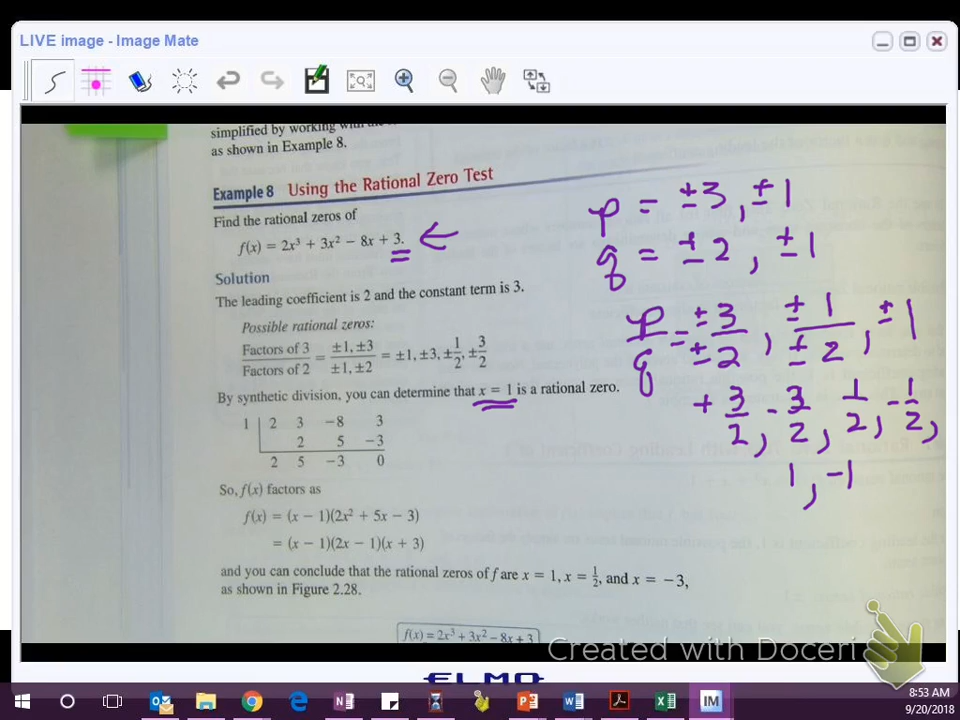 LIVE image - Image Mate
simplified by working with the
as shown in Example 8.
Example 8 Using the Rational Zero Test
Find the rational zeros of
f(x) = 2x³ + 3x² − 8x + 3.
Solution
The leading coefficient is 2 and the constant term is 3.
Possible rational zeros:
Factors of 3 / Factors of 2 = ±1, ±3 / ±1, ±2 = ±1, ±3, ±1/2, ±3/2
By synthetic division, you can determine that x = 1 is a rational zero.
1 2 3 −8 3
2 5 −3
2 5 −3 0
So, f(x) factors as
f(x) = (x − 1)(2x² + 5x − 3)
= (x − 1)(2x − 1)(x + 3)
and you can conclude that the rational zeros of f are x = 1, x = 1/2, and x = −3,
as shown in Figure 2.28.
f(x) = 2x³ + 3x² − 8x + 3
p = ±3, ±1
q = ±2, ±1
p/q = ±3/±2, ±1/±2, ±1
+3/2, -3/2, 1/2, -1/2,
1, -1
Created with Doceri
ELMO
8:53 AM
9/20/2018